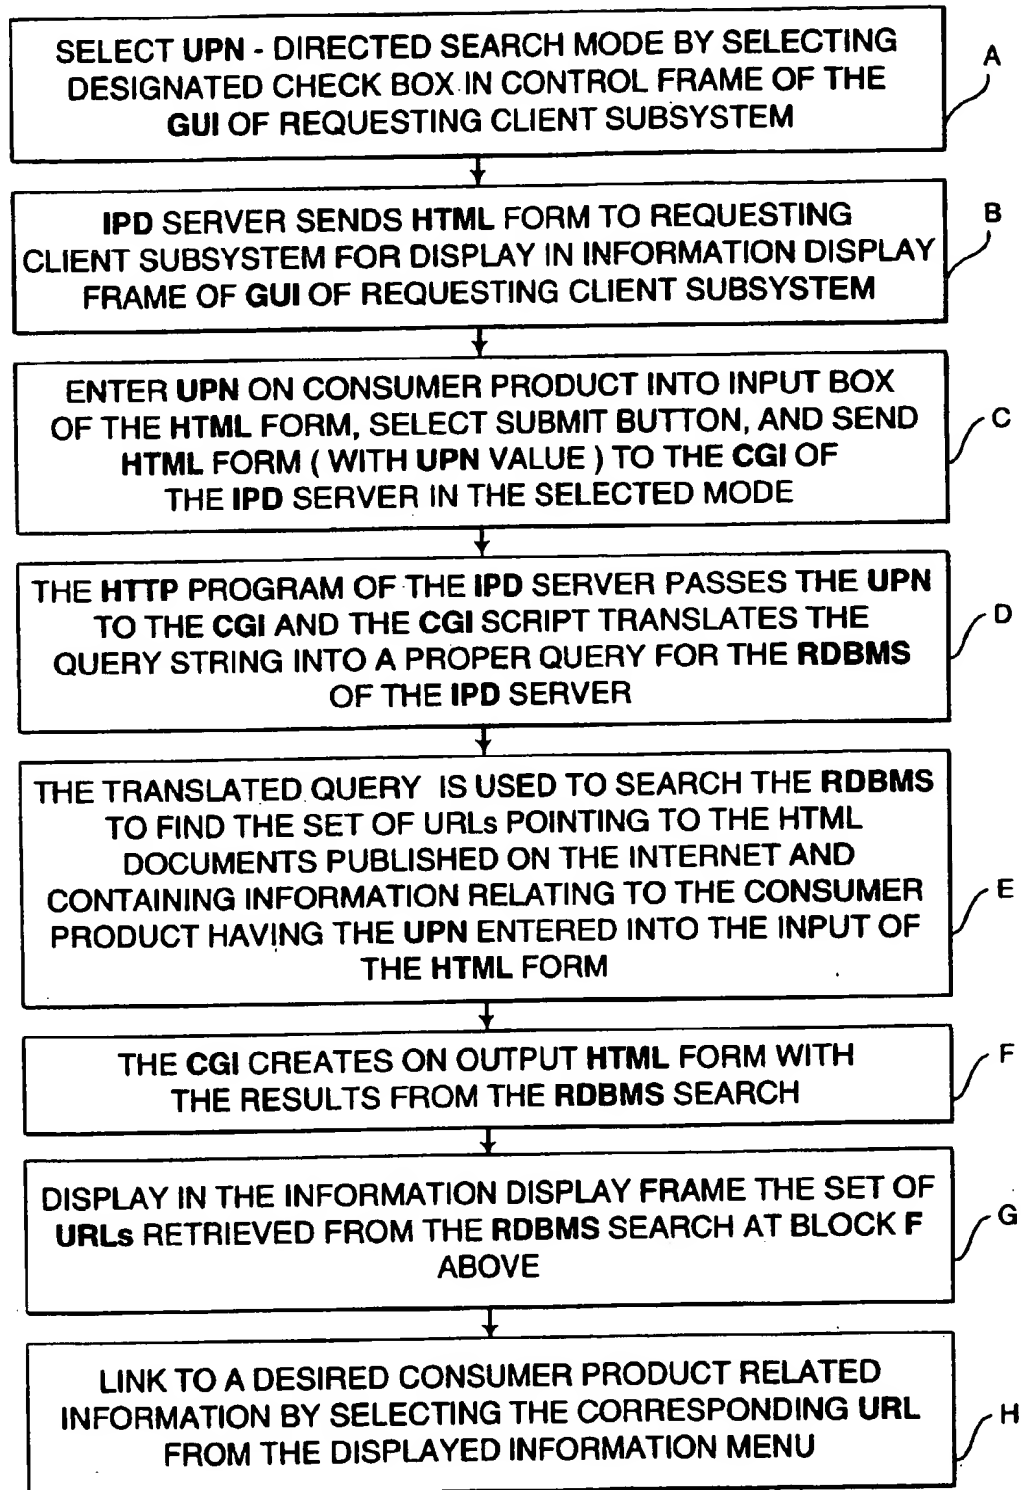 SELECT UPN - DIRECTED SEARCH MODE BY SELECTING
DESIGNATED CHECK BOX IN CONTROL FRAME OF THE
GUI OF REQUESTING CLIENT SUBSYSTEM
A
IPD SERVER SENDS HTML FORM TO REQUESTING
CLIENT SUBSYSTEM FOR DISPLAY IN INFORMATION DISPLAY
FRAME OF GUI OF REQUESTING CLIENT SUBSYSTEM
B
ENTER UPN ON CONSUMER PRODUCT INTO INPUT BOX
OF THE HTML FORM, SELECT SUBMIT BUTTON, AND SEND
HTML FORM ( WITH UPN VALUE ) TO THE CGI OF
THE IPD SERVER IN THE SELECTED MODE
C
THE HTTP PROGRAM OF THE IPD SERVER PASSES THE UPN
TO THE CGI AND THE CGI SCRIPT TRANSLATES THE
QUERY STRING INTO A PROPER QUERY FOR THE RDBMS
OF THE IPD SERVER
D
THE TRANSLATED QUERY IS USED TO SEARCH THE RDBMS
TO FIND THE SET OF URLs POINTING TO THE HTML
DOCUMENTS PUBLISHED ON THE INTERNET AND
CONTAINING INFORMATION RELATING TO THE CONSUMER
PRODUCT HAVING THE UPN ENTERED INTO THE INPUT OF
THE HTML FORM
E
THE CGI CREATES ON OUTPUT HTML FORM WITH
THE RESULTS FROM THE RDBMS SEARCH
F
DISPLAY IN THE INFORMATION DISPLAY FRAME THE SET OF
URLs RETRIEVED FROM THE RDBMS SEARCH AT BLOCK F
ABOVE
G
LINK TO A DESIRED CONSUMER PRODUCT RELATED
INFORMATION BY SELECTING THE CORRESPONDING URL
FROM THE DISPLAYED INFORMATION MENU
H